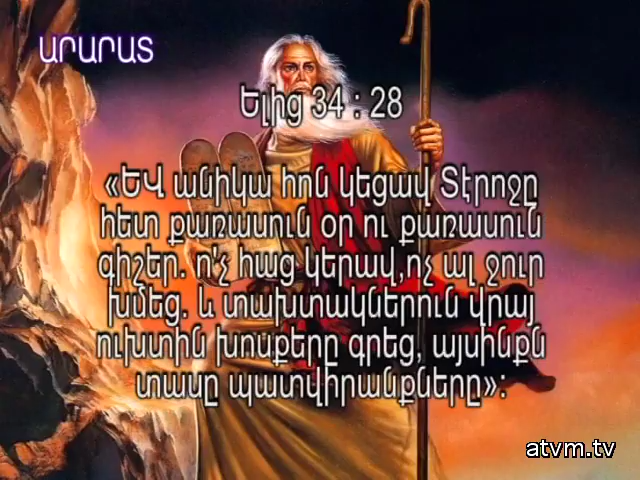 ԱՐԱՐԱՏ
Ելից 34 : 28
«ԵՎ անիկա հոն կեցավ Տէրոջը
հետ քառասուն օր ու քառասուն
գիշեր. ո'չ հաց կերավ,ոչ ալ ջուր
խմեց. և տախտակներուն վրայ
ուխտին խոսքերը գրեց, այսինքն
տասը պատվիրանքները»:
atvm.tv